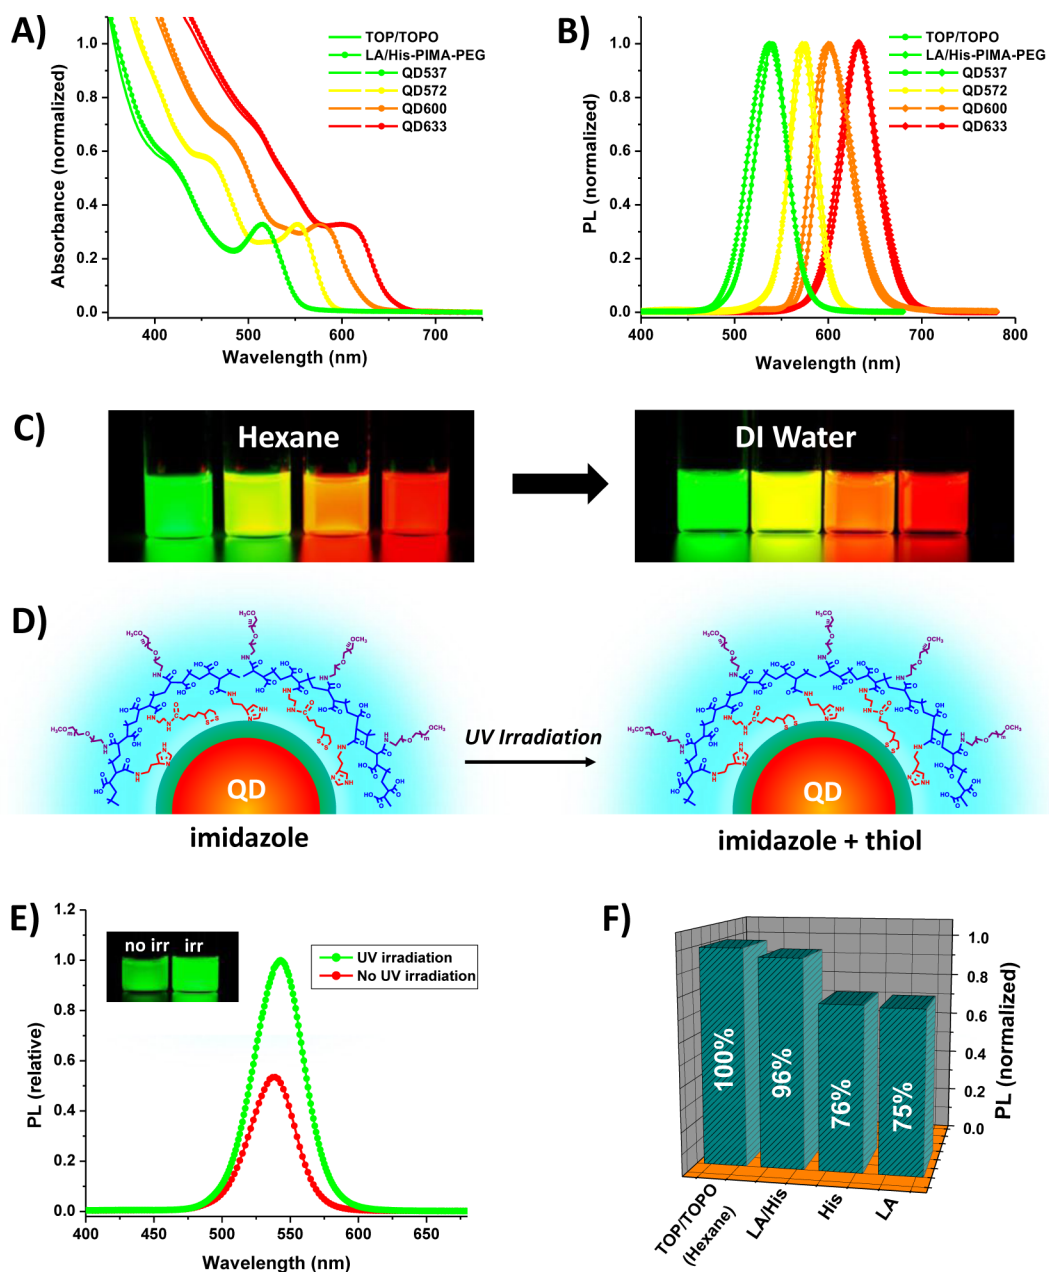 A)
1.0
0.8
0.6
0.4
0.2
0.0
Absorbance (normalized)
400
500
600
700
Wavelength (nm)
TOP/TOPO
LA/His-PIMA-PEG
QD537
QD572
QD600
QD633
B)
1.0
0.8
0.6
0.4
0.2
0.0
PL (normalized)
400
500
600
700
800
Wavelength (nm)
TOP/TOPO
LA/His-PIMA-PEG
QD537
QD572
QD600
QD633
C)
Hexane
DI Water
D)
QD
imidazole
UV Irradiation
QD
imidazole + thiol
E)
1.2
1.0
0.8
0.6
0.4
0.2
0.0
PL (relative)
400
450
500
550
600
650
Wavelength (nm)
no irr
irr
UV irradiation
No UV irradiation
F)
1.0
0.8
0.6
0.4
0.2
0.0
PL (normalized)
100%
96%
76%
75%
TOP/TOPO
(Hexane)
LA/His
His
LA